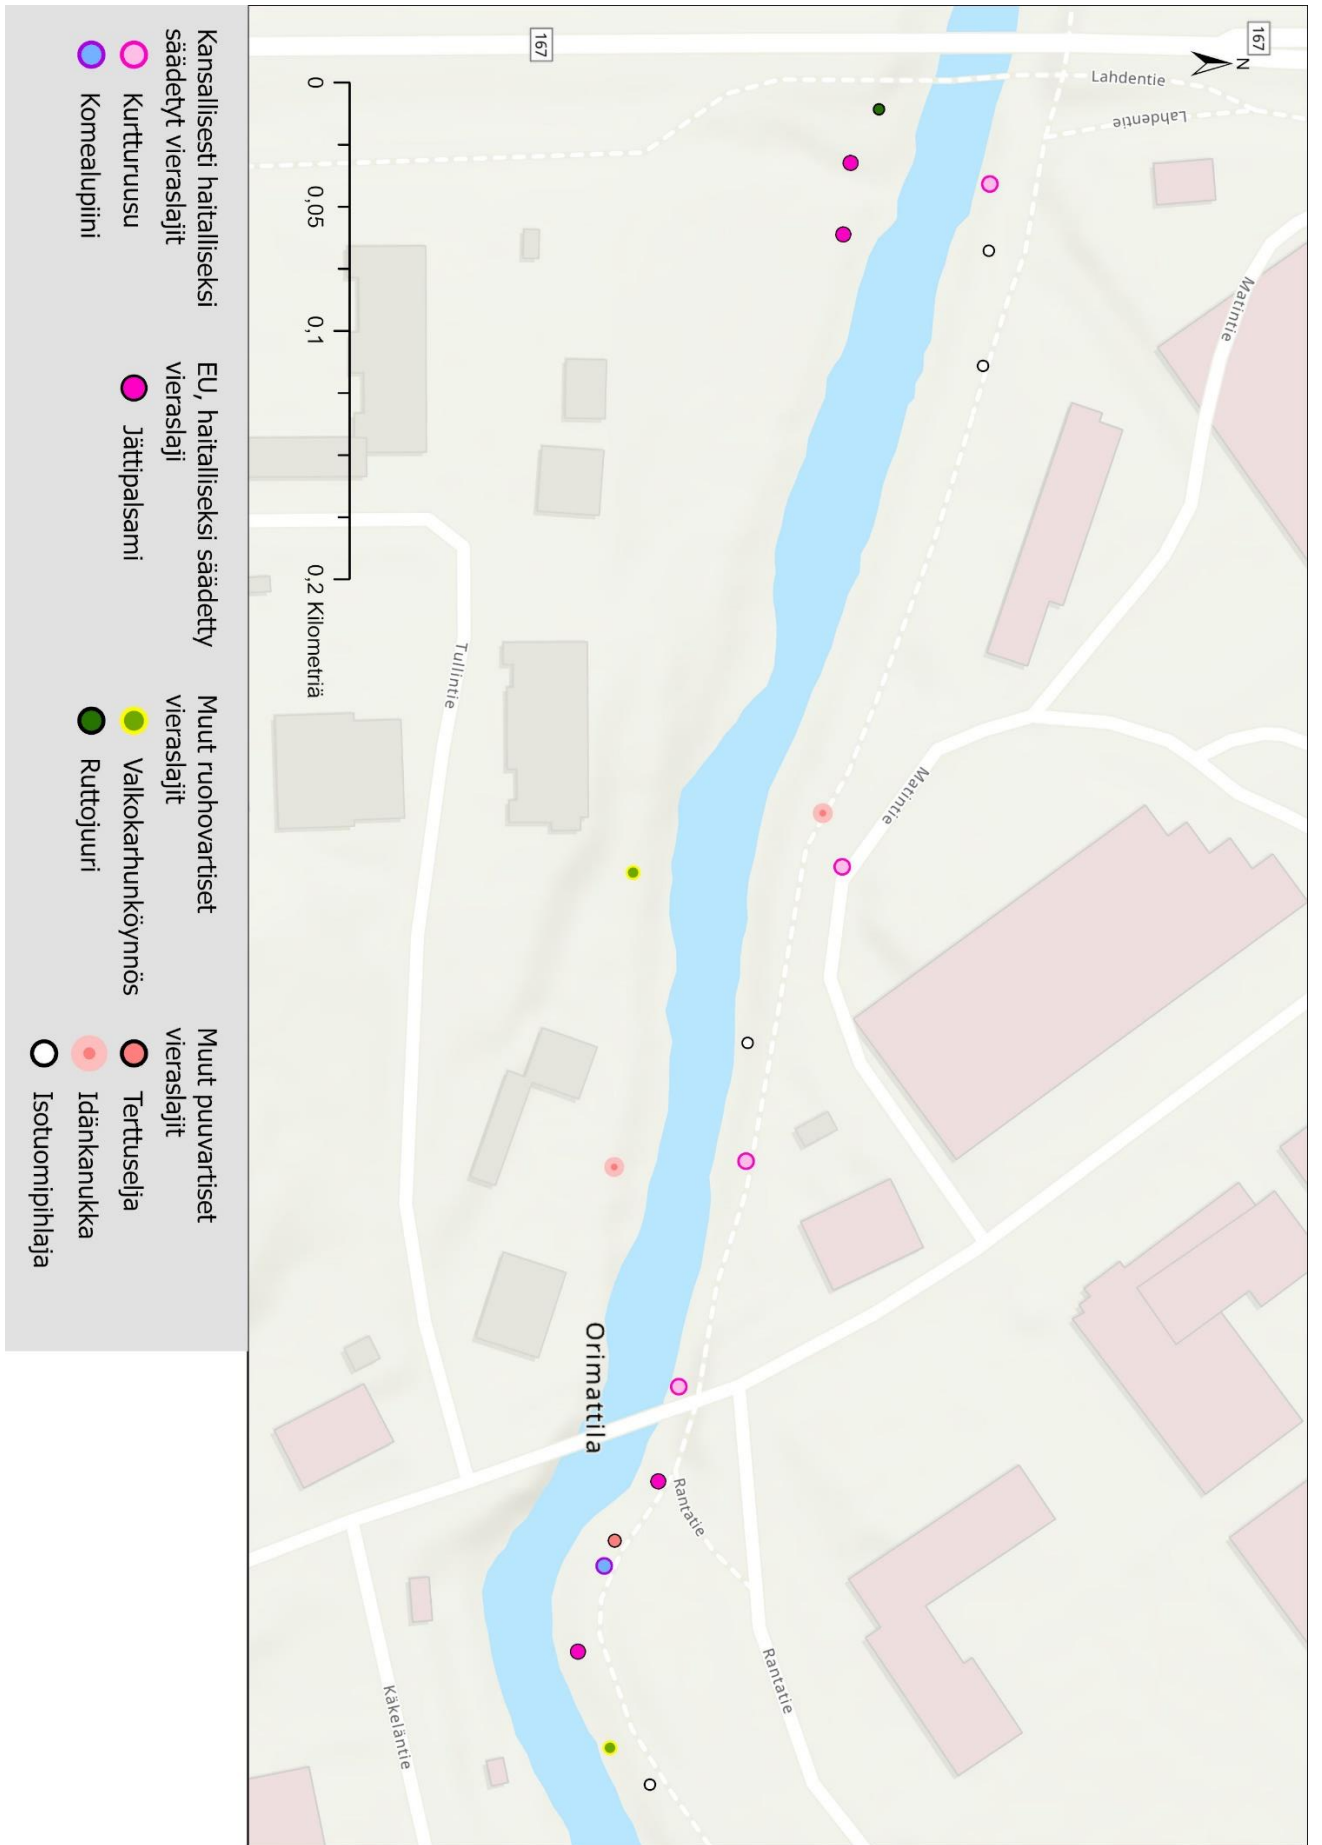 167
167
N
Lahdentie
Lahdentie
Matintie
Matintie
Tullintie
Orimattila
Rantatie
Rantatie
Käkeläntie
0
0,05
0,1
0,2 Kilometriä
Kansallisesti haitalliseksi
säädetyt vieraslajit
Kurtturuusu
Komealupiini
EU, haitalliseksi säädetty
vieraslaji
Jättipalsami
Muut ruohovartiset
vieraslajit
Valkokarhunköynnös
Ruttojuuri
Muut puuvartiset
vieraslajit
Terttuselja
Idänkanukka
Isotuomipihlaja